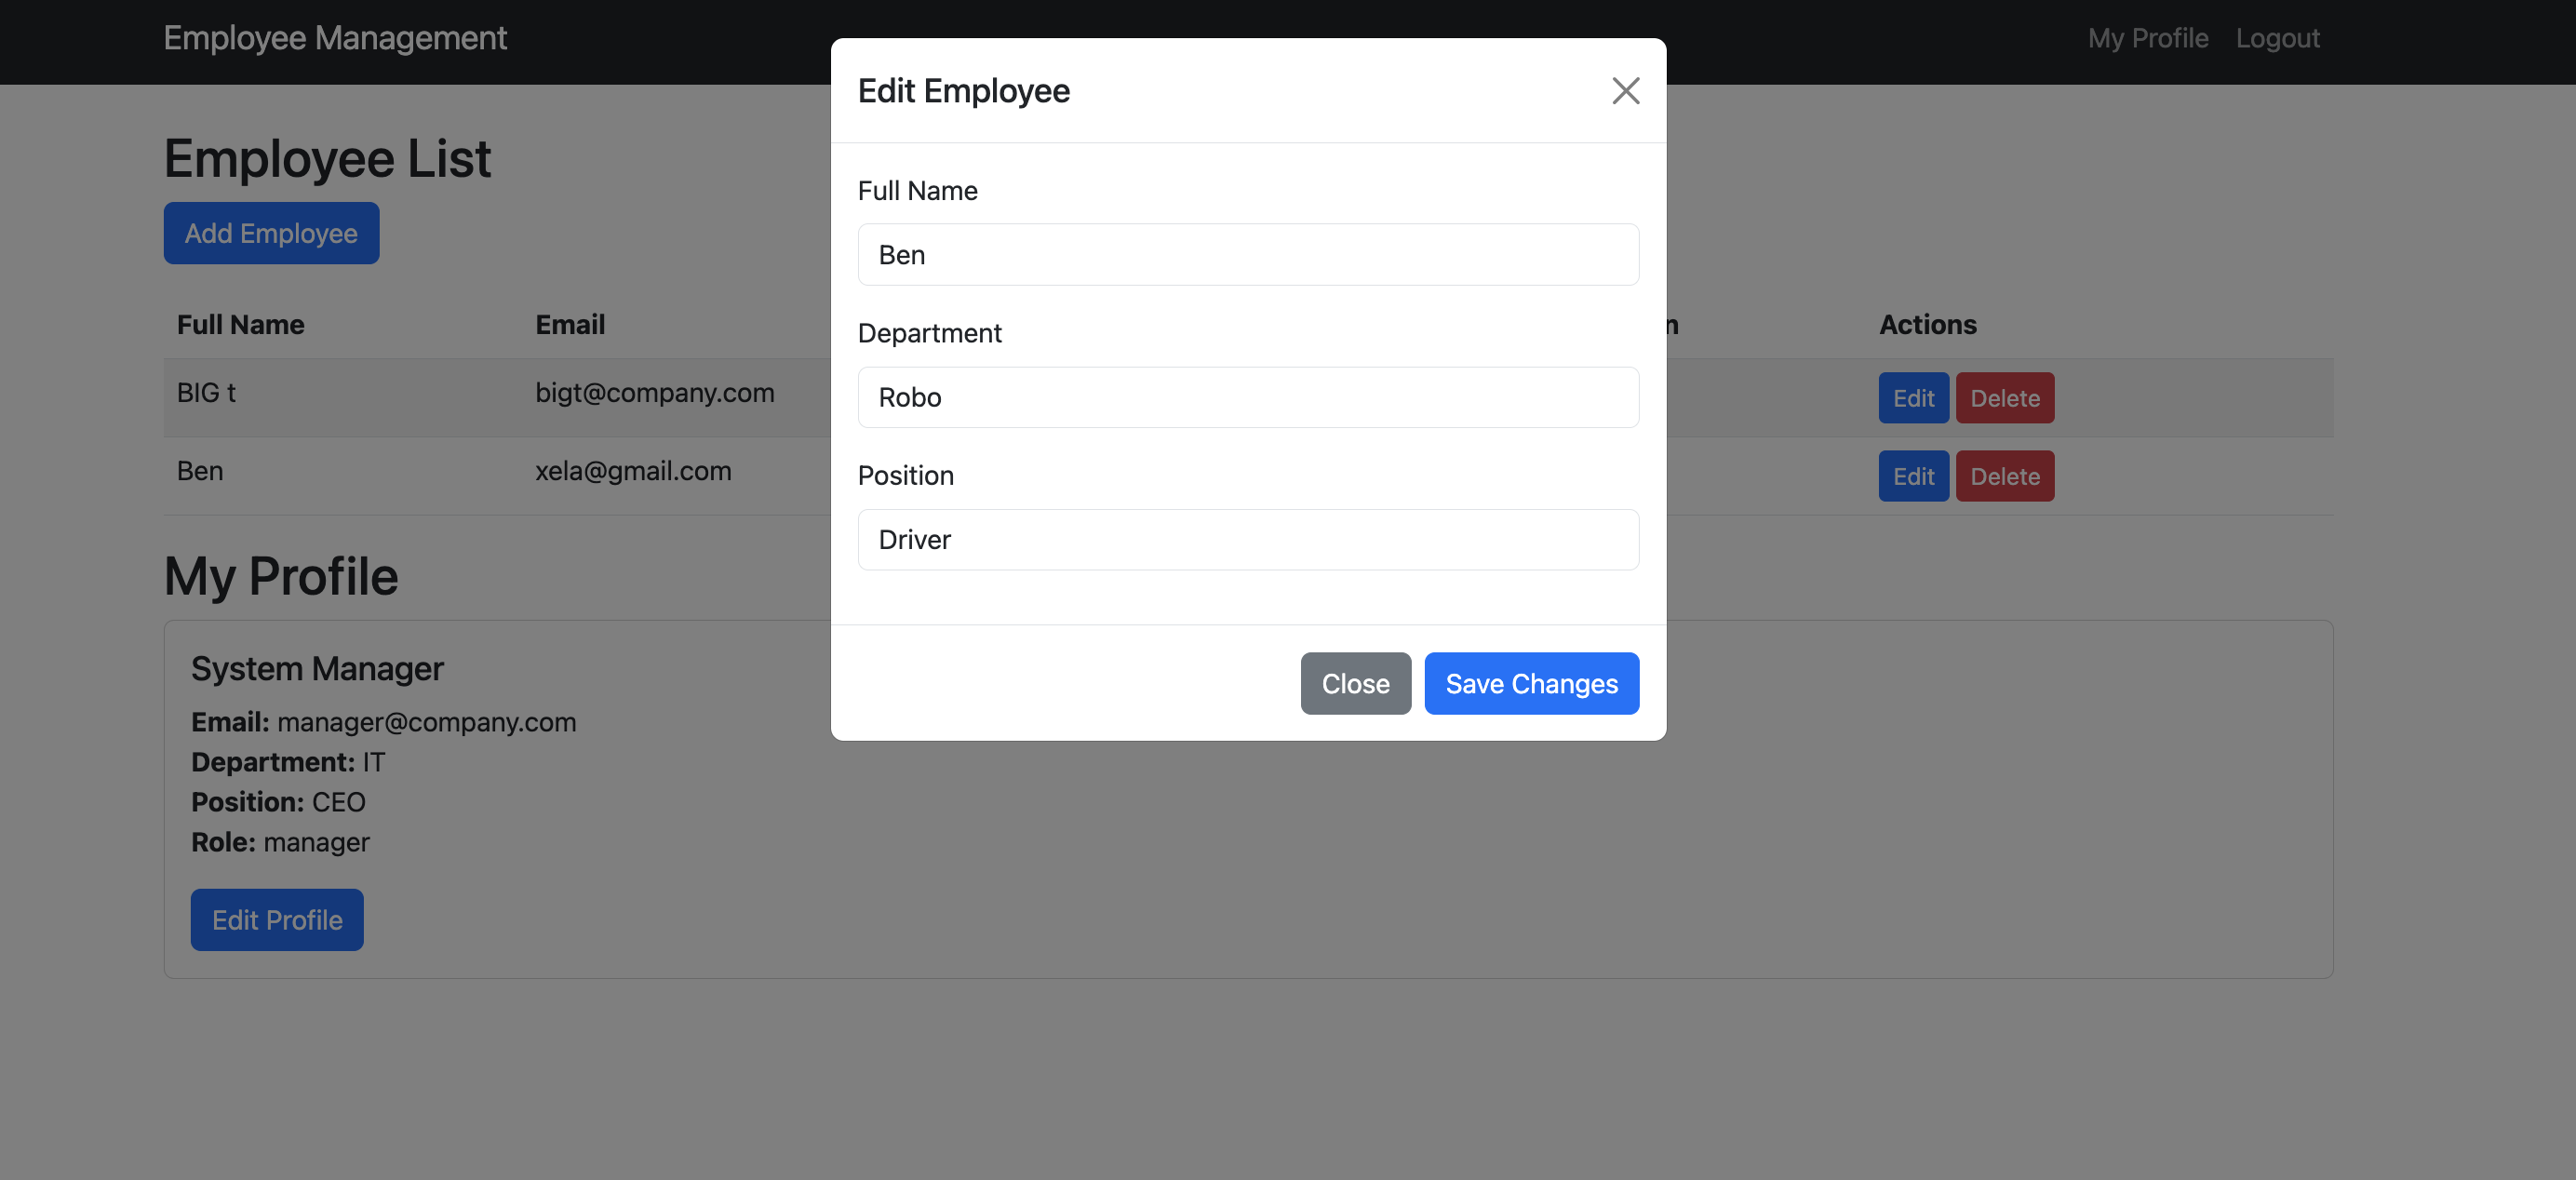 Employee Management
My Profile
Logout
Edit Employee
Full Name
Ben
Department
Robo
Position
Driver
Close
Save Changes
Employee List
Add Employee
Full Name
Email
Actions
BIG t
bigt@company.com
Edit
Delete
Ben
xela@gmail.com
Edit
Delete
My Profile
System Manager
Email: manager@company.com
Department: IT
Position: CEO
Role: manager
Edit Profile